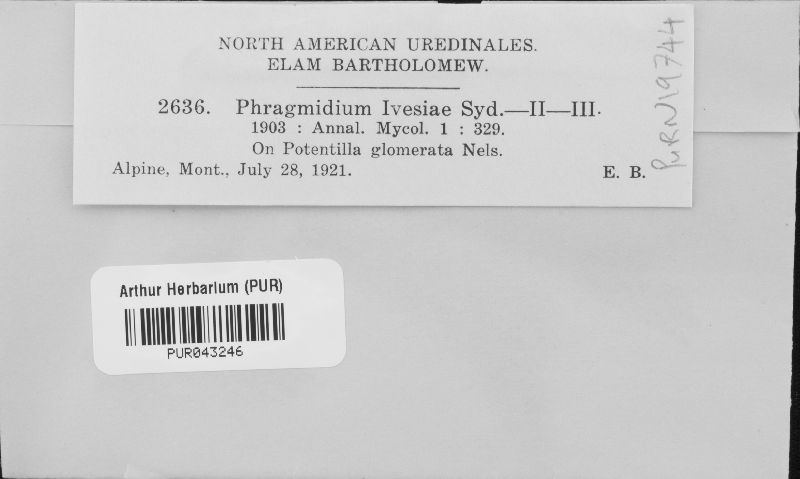 NORTH AMERICAN UREDINALES.
ELAM BARTHOLOMEW.
2636. Phragmidium Ivesiae Syd.—II—III.
1903 : Annal. Mycol. 1 : 329.
On Potentilla glomerata Nels.
Alpine, Mont., July 28, 1921. E. B.
PURN19744
Arthur Herbarium (PUR)
PUR043246